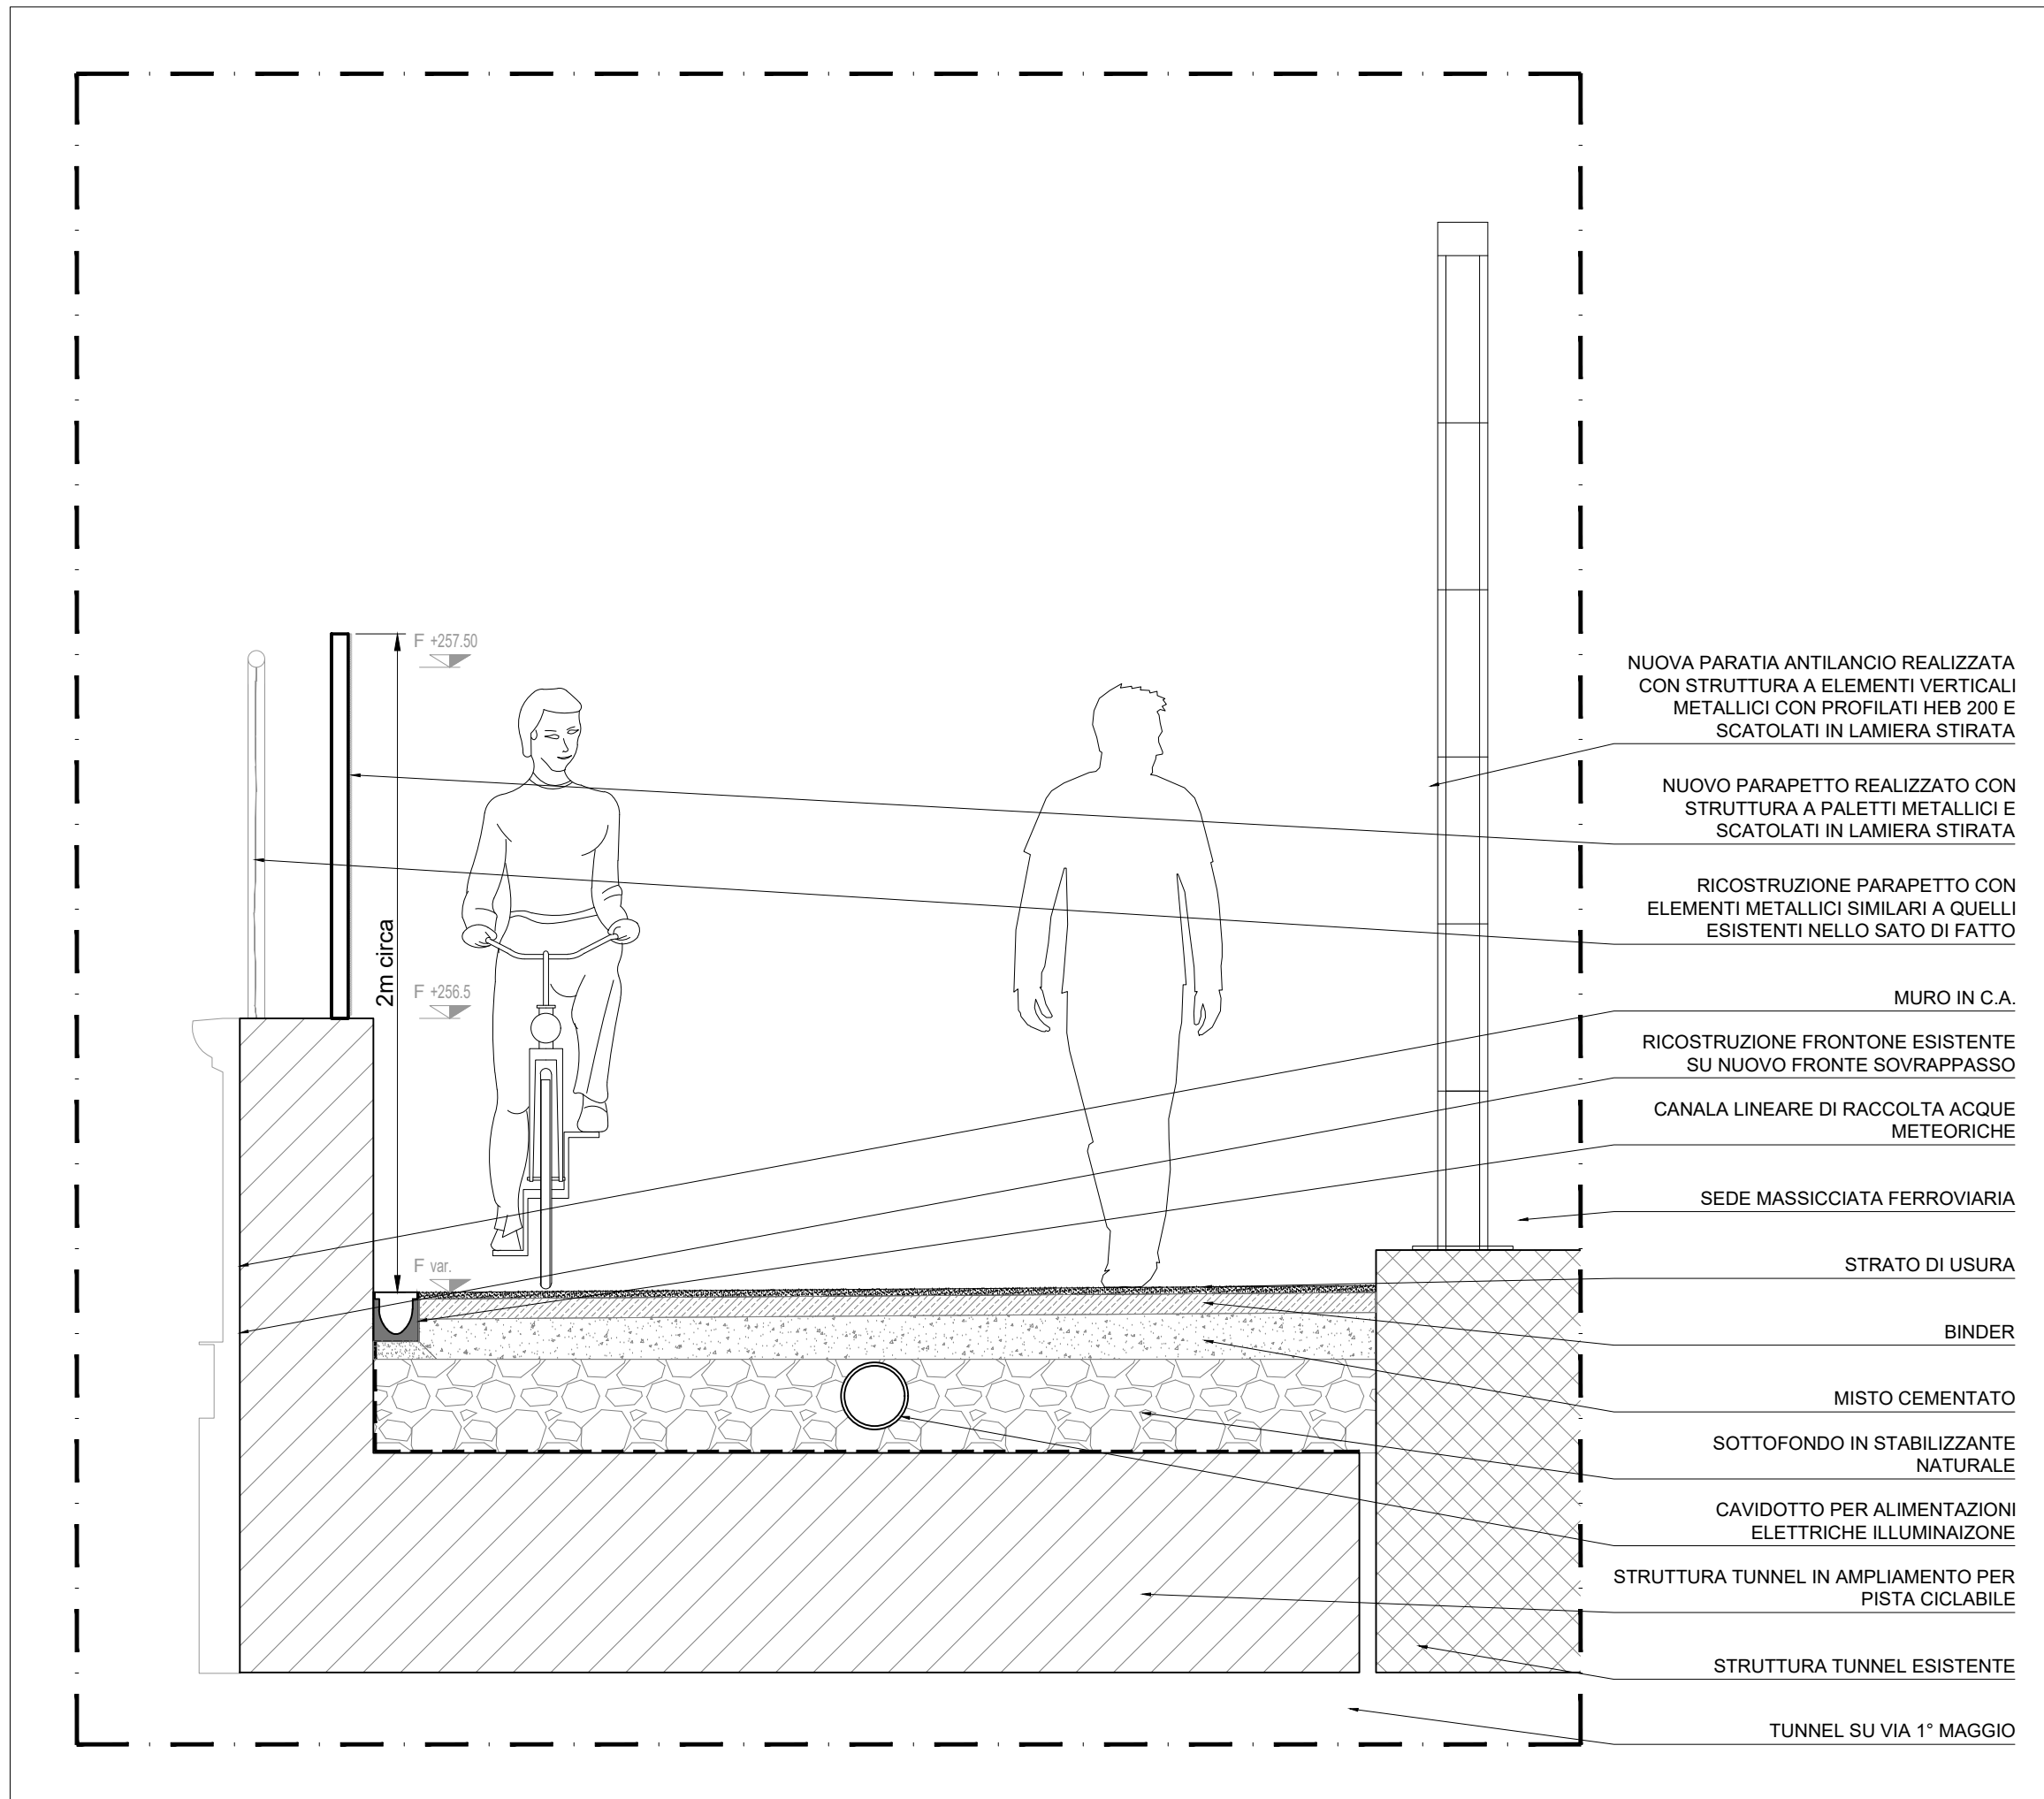 F +257.50
2m circa
F +256.5
F var.
NUOVA PARATIA ANTILANCIO REALIZZATA
CON STRUTTURA A ELEMENTI VERTICALI
METALLICI CON PROFILATI HEB 200 E
SCATOLATI IN LAMIERA STIRATA
NUOVO PARAPETTO REALIZZATO CON
STRUTTURA A PALETTI METALLICI E
SCATOLATI IN LAMIERA STIRATA
RICOSTRUZIONE PARAPETTO CON
ELEMENTI METALLICI SIMILARI A QUELLI
ESISTENTI NELLO SATO DI FATTO
MURO IN C.A.
RICOSTRUZIONE FRONTONE ESISTENTE
SU NUOVO FRONTE SOVRAPPASSO
CANALA LINEARE DI RACCOLTA ACQUE
METEORICHE
SEDE MASSICCIATA FERROVIARIA
STRATO DI USURA
BINDER
MISTO CEMENTATO
SOTTOFONDO IN STABILIZZANTE
NATURALE
CAVIDOTTO PER ALIMENTAZIONI
ELETTRICHE ILLUMINAIZONE
STRUTTURA TUNNEL IN AMPLIAMENTO PER
PISTA CICLABILE
STRUTTURA TUNNEL ESISTENTE
TUNNEL SU VIA 1° MAGGIO